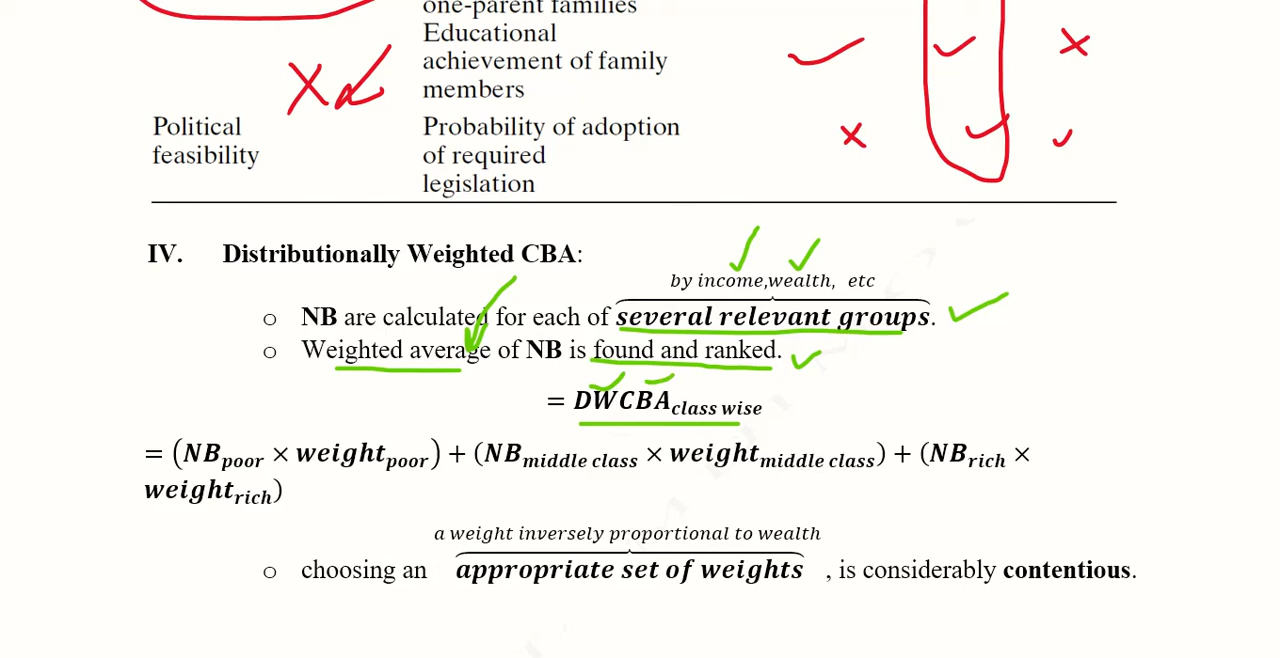 one-parent families
Educational
achievement of family
members
Political
feasibility
Probability of adoption
of required
legislation
IV. Distributionally Weighted CBA:
by income,wealth, etc
o NB are calculated for each of several relevant groups.
o Weighted average of NB is found and ranked.
= DWCBA class wise
= (NB poor × weight poor) + (NB middle class × weight middle class) + (NB rich ×
weight rich)
a weight inversely proportional to wealth
o choosing an appropriate set of weights , is considerably contentious.